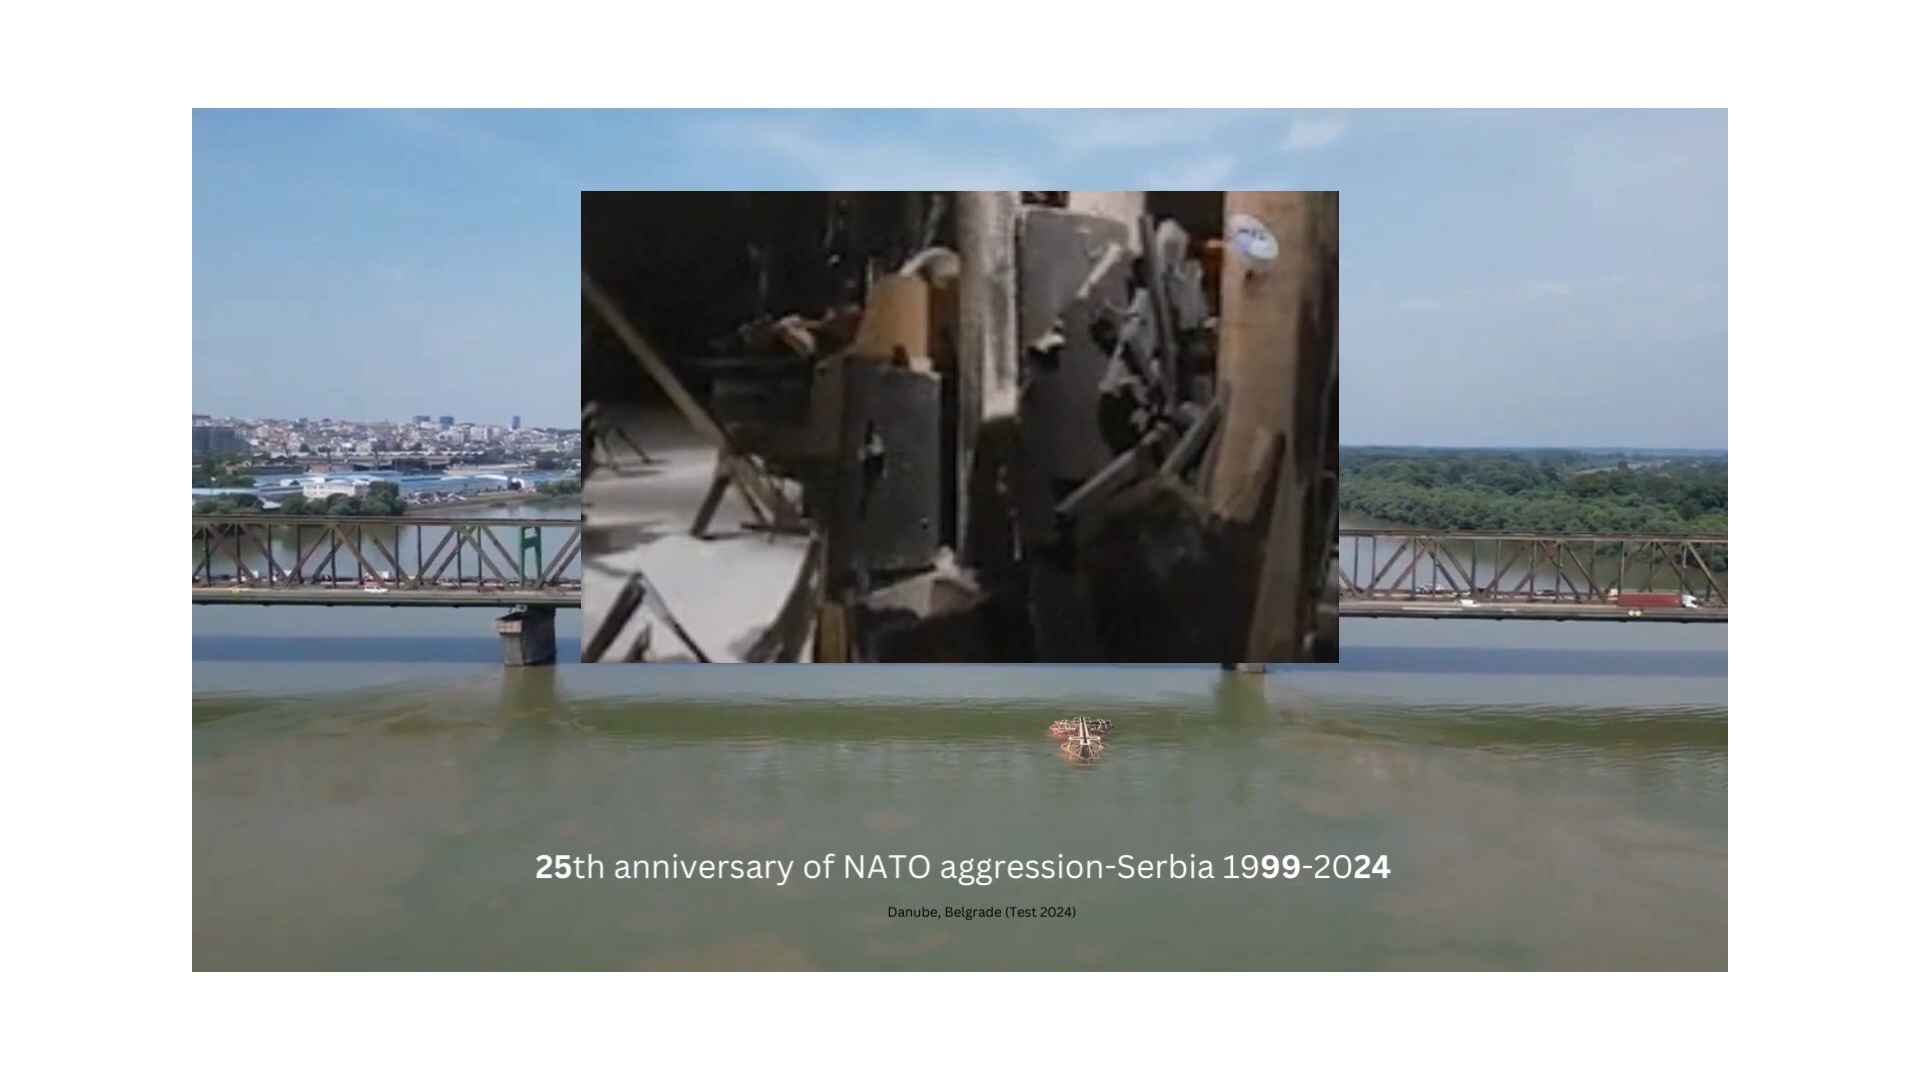 25th anniversary of NATO aggression-Serbia 1999-2024
Danube, Belgrade (Test 2024)